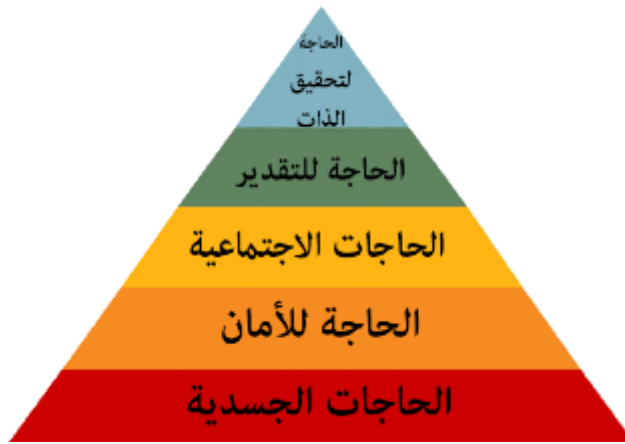 الحاجة
لتحقيق
الذات
الحاجة للتقدير
الحاجات الاجتماعية
الحاجة للأمان
الحاجات الجسدية